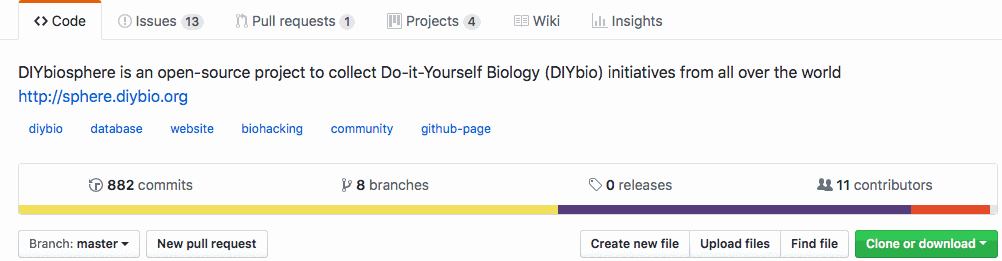 Code Issues 13 Pull requests 1 Projects 4 Wiki Insights
DIYbiosphere is an open-source project to collect Do-it-Yourself Biology (DIYbio) initiatives from all over the world
http://sphere.diybio.org
diybio database website biohacking community github-page
882 commits 8 branches 0 releases 11 contributors
Branch: master New pull request Create new file Upload files Find file Clone or download